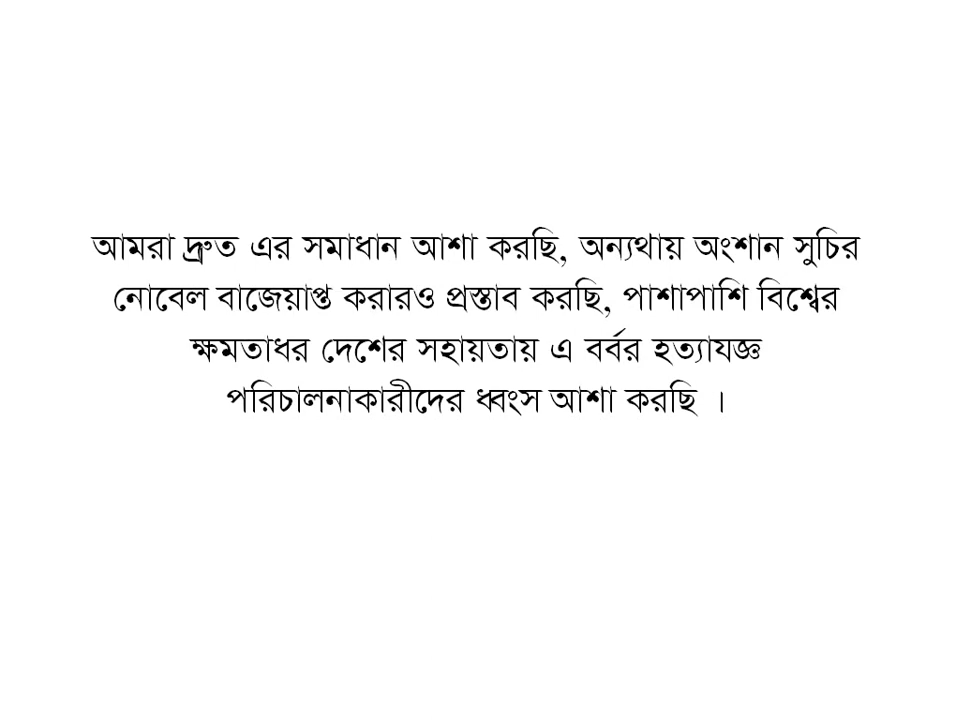 আমরা দ্রুত এর সমাধান আশা করছি, অন্যথায় অংশান সুচির
নোবেল বাজেয়াপ্ত করারও প্রস্তাব করছি, পাশাপাশি বিশ্বের
ক্ষমতাধর দেশের সহায়তায় এ বর্বর হত্যাযজ্ঞ
পরিচালনাকারীদের ধ্বংস আশা করছি ।